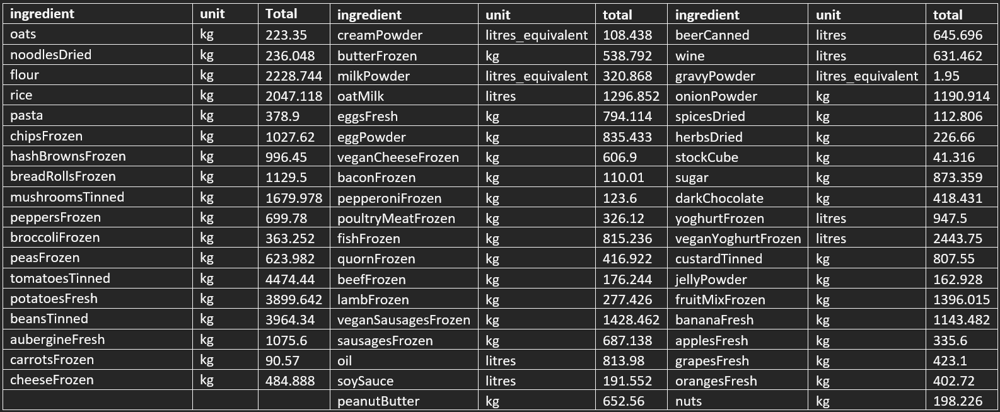 ingredient unit Total ingredient unit total ingredient unit total
oats kg 223.35 creamPowder litres_equivalent 108.438 beerCanned litres 645.696
noodlesDried kg 236.048 butterFrozen kg 538.792 wine litres 631.462
flour kg 2228.744 milkPowder litres_equivalent 320.868 gravyPowder litres_equivalent 1.95
rice kg 2047.118 oatMilk litres 1296.852 onionPowder kg 1190.914
pasta kg 378.9 eggsFresh kg 794.114 spicesDried kg 112.806
chipsFrozen kg 1027.62 eggPowder kg 835.433 herbsDried kg 226.66
hashBrownsFrozen kg 996.45 veganCheeseFrozen kg 606.9 stockCube kg 41.316
breadRollsFrozen kg 1129.5 baconFrozen kg 110.01 sugar kg 873.359
mushroomsTinned kg 1679.978 pepperoniFrozen kg 123.6 darkChocolate kg 418.431
peppersFrozen kg 699.78 poultryMeatFrozen kg 326.12 yoghurtFrozen litres 947.5
broccoliFrozen kg 363.252 fishFrozen kg 815.236 veganYoghurtFrozen litres 2443.75
peasFrozen kg 623.982 quornFrozen kg 416.922 custardTinned kg 807.55
tomatoesTinned kg 4474.44 beefFrozen kg 176.244 jellyPowder kg 162.928
potatoesFresh kg 3899.642 lambFrozen kg 277.426 fruitMixFrozen kg 1396.015
beansTinned kg 3964.34 veganSausagesFrozen kg 1428.462 bananaFresh kg 1143.482
aubergineFresh kg 1075.6 sausagesFrozen kg 687.138 applesFresh kg 335.6
carrotsFrozen kg 90.57 oil litres 813.98 grapesFresh kg 423.1
cheeseFrozen kg 484.888 soySauce litres 191.552 orangesFresh kg 402.72
peanutButter kg 652.56 nuts kg 198.226